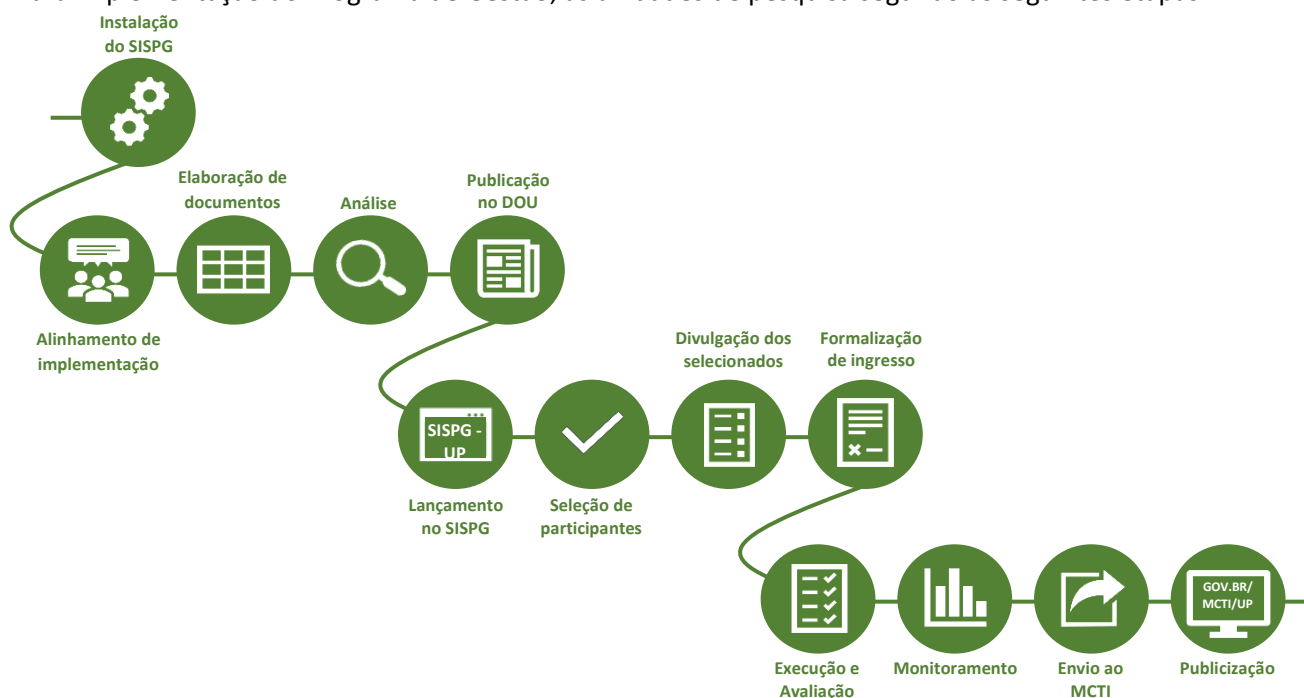 Instalação
do SISPG
Elaboração de
documentos
Análise
Publicação
no DOU
Alinhamento de
implementação
Divulgação dos
selecionados
Formalização
de ingresso
SISPG -
UP
Lançamento
no SISPG
Seleção de
participantes
GOV.BR/
MCTI/UP
Execução e
Avaliação
Monitoramento
Envio ao
MCTI
Publicização